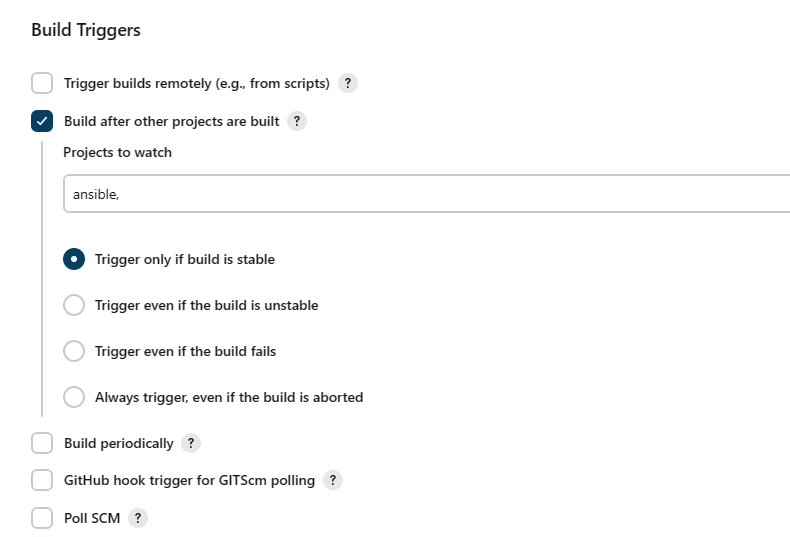 Build Triggers
Trigger builds remotely (e.g., from scripts) ?
Build after other projects are built ?
Projects to watch
ansible,
Trigger only if build is stable
Trigger even if the build is unstable
Trigger even if the build fails
Always trigger, even if the build is aborted
Build periodically ?
GitHub hook trigger for GITScm polling ?
Poll SCM ?